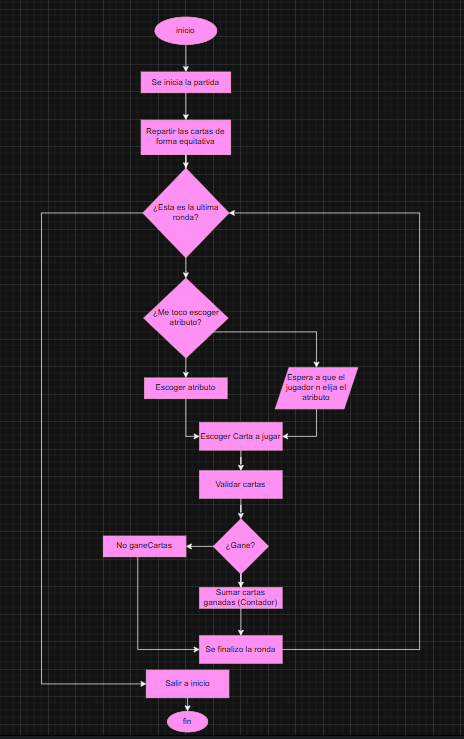 inicio
Se inicia la partida
Repartir las cartas de
forma equitativa
¿Esta es la ultima
ronda?
¿Me toco escoger
atributo?
Escoger atributo
Espera a que el
jugador n elija el
atributo
Escoger Carta a jugar
Validar cartas
¿Gane?
No ganeCartas
Sumar cartas
ganadas (Contador)
Se finalizo la ronda
Salir a inicio
fin